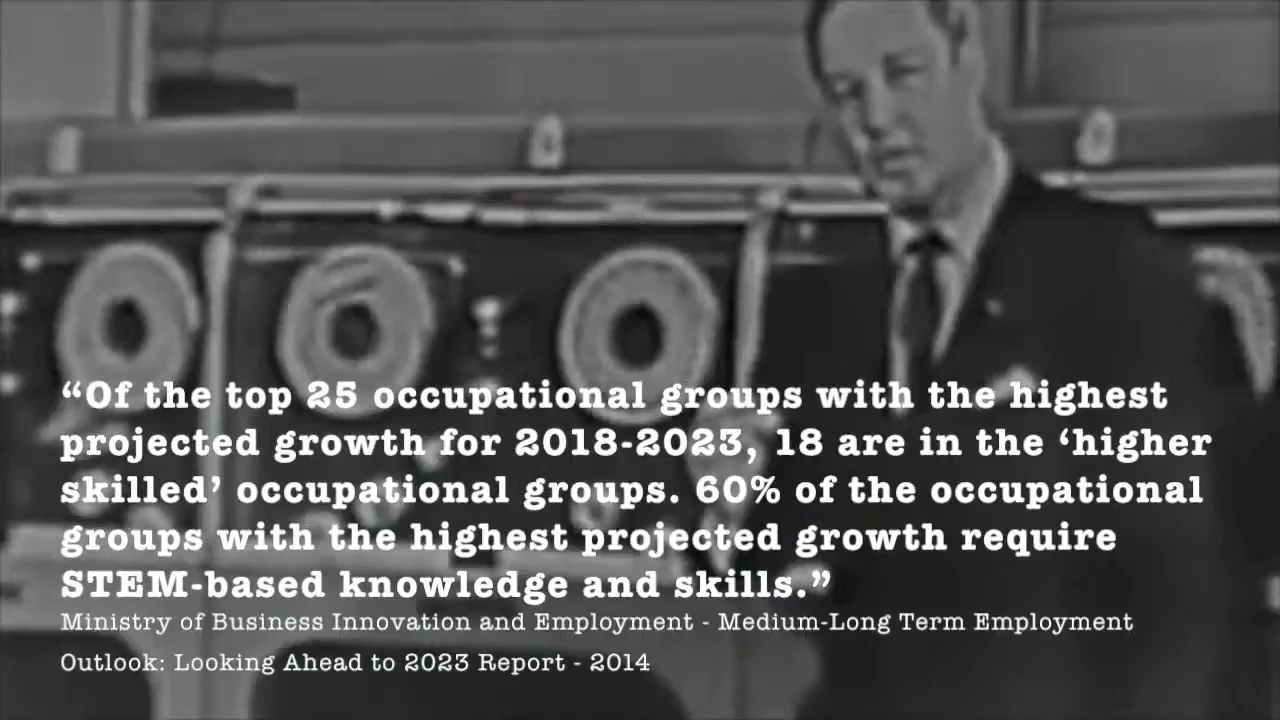 “Of the top 25 occupational groups with the highest
projected growth for 2018-2023, 18 are in the ‘higher
skilled’ occupational groups. 60% of the occupational
groups with the highest projected growth require
STEM-based knowledge and skills.”
Ministry of Business Innovation and Employment - Medium-Long Term Employment
Outlook: Looking Ahead to 2023 Report - 2014